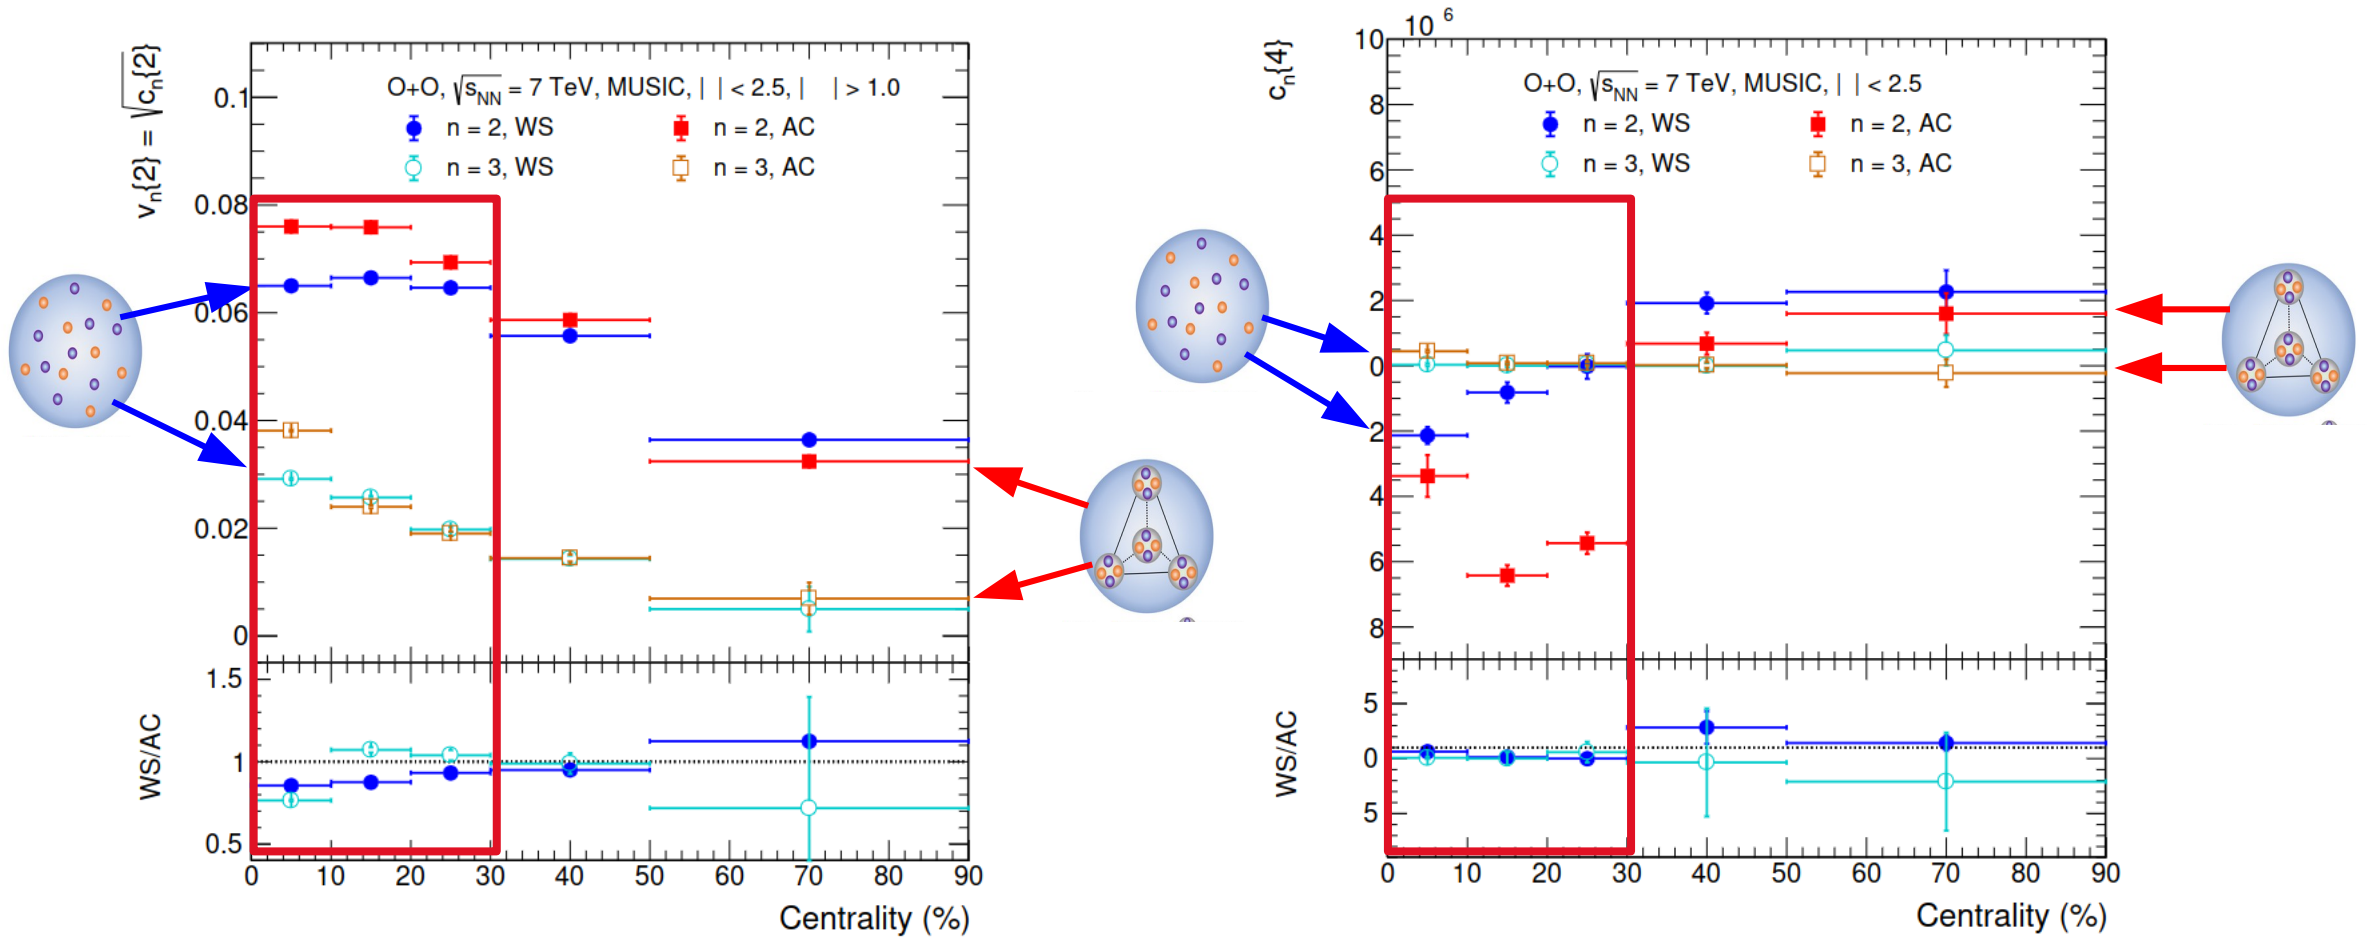 v_n{2} = √c_n{2}
O+O, √s_NN = 7 TeV, MUSIC, | | < 2.5, | | > 1.0
n = 2, WS
n = 2, AC
n = 3, WS
n = 3, AC
0.1
0.08
0.06
0.04
0.02
0
WS/AC
1.5
1
0.5
0 10 20 30 40 50 60 70 80 90
Centrality (%)
10 6
c_n{4}
O+O, √s_NN = 7 TeV, MUSIC, | | < 2.5
n = 2, WS
n = 2, AC
n = 3, WS
n = 3, AC
10
8
6
4
2
0
2
4
6
8
WS/AC
5
0
5
0 10 20 30 40 50 60 70 80 90
Centrality (%)